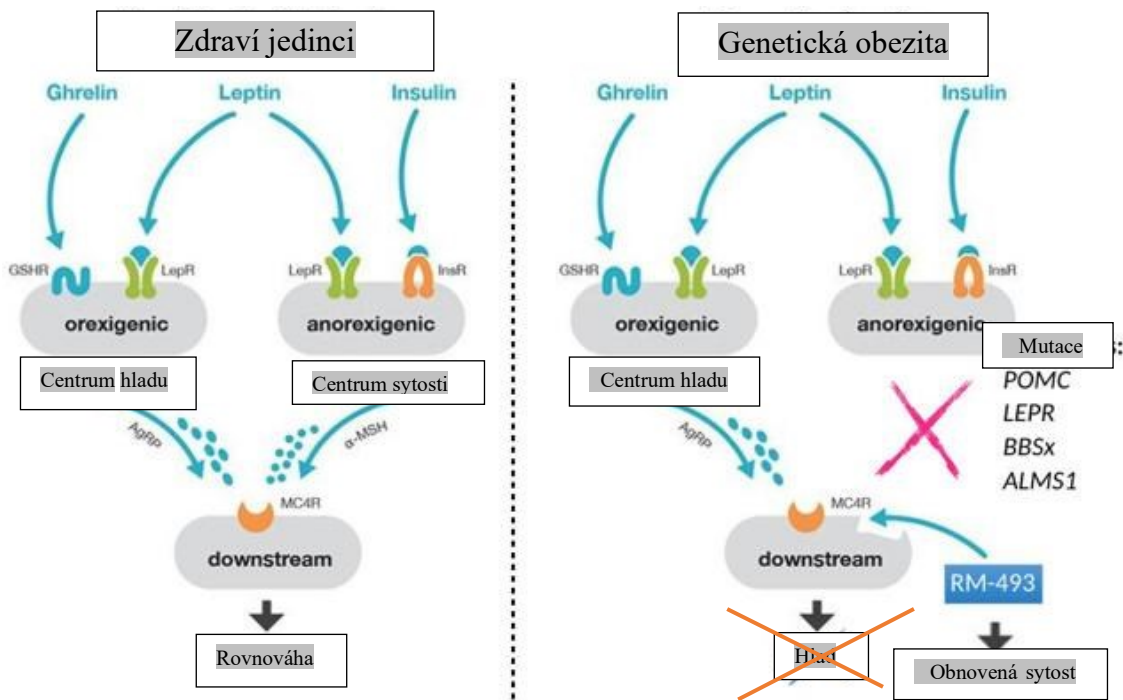 Zdraví jedinci
Ghrelin Leptin Insulin
GSHR LepR LepR InsR
orexigenic anorexigenic
Centrum hladu Centrum sytosti
AgRP α-MSH
MC4R
downstream
Rovnováha
Genetická obezita
Ghrelin Leptin Insulin
GSHR LepR LepR InsR
orexigenic anorexigenic
Mutace
Centrum hladu
POMC
LEPR
BBSx
ALMS1
AgRP
MC4R
downstream
RM-493
Hlad
Obnovená sytost